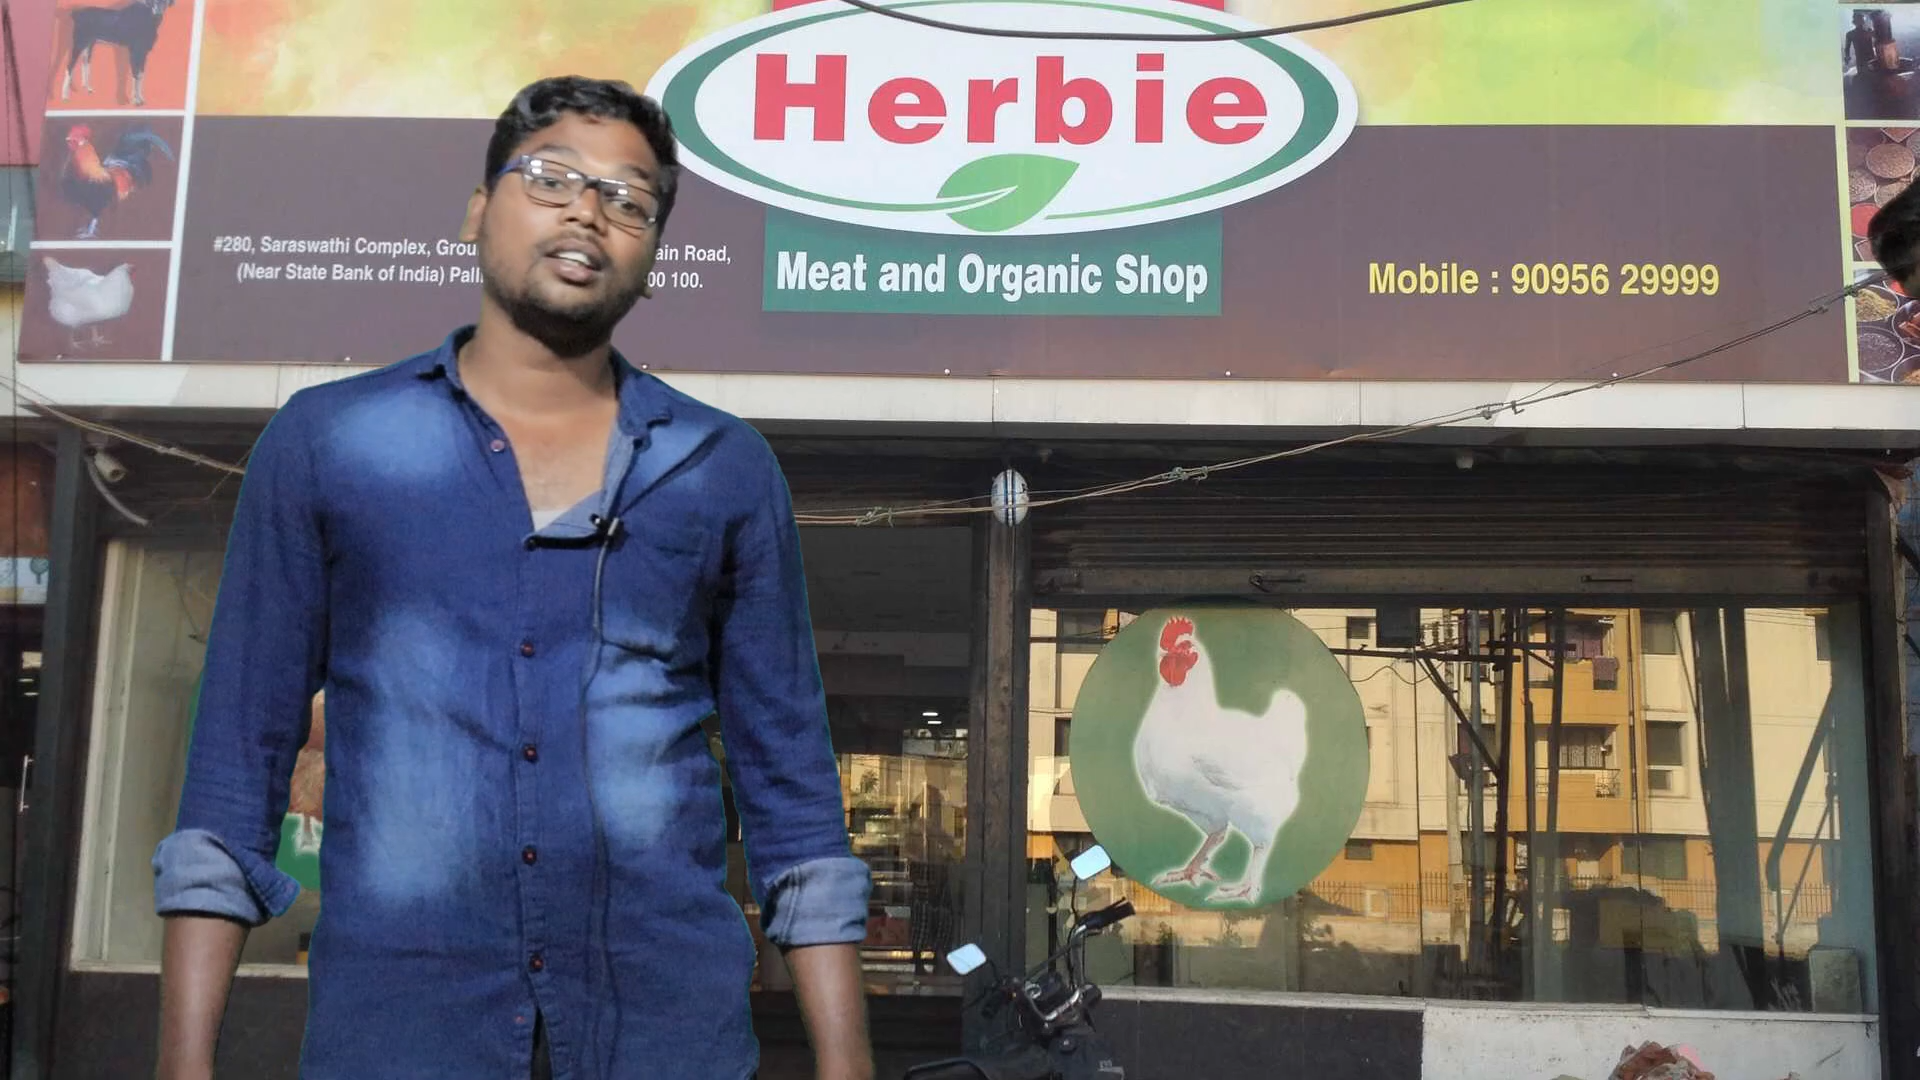 Herbie
Meat and Organic Shop
#280, Saraswathi Complex, Grou ain Road,
(Near State Bank of India) Pall 00 100.
Mobile : 90956 29999